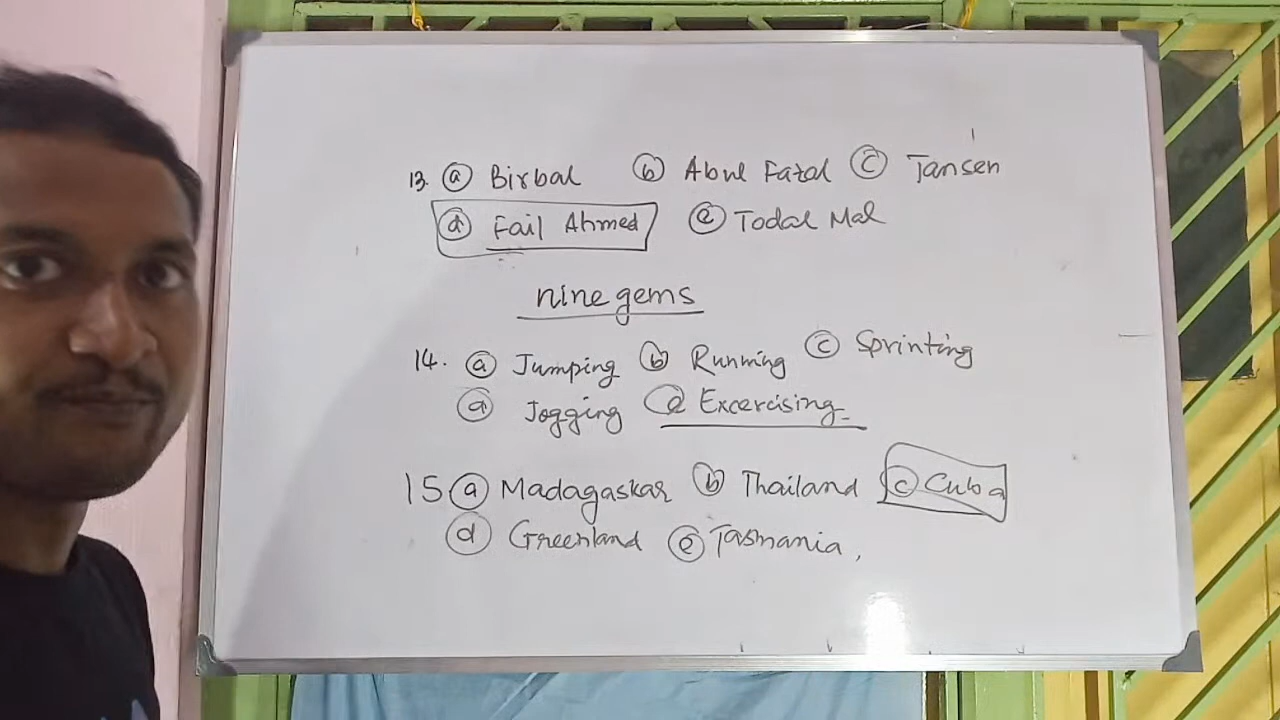 13. (a) Birbal (b) Abul Fazal (c) Tansen
(d) Fail Ahmed (e) Todal Mal
nine gems
14. (a) Jumping (b) Running (c) Sprinting
(d) Jogging (e) Excercising
15 (a) Madagaskar (b) Thailand (c) Cuba
(d) Greenland (e) Tasmania,